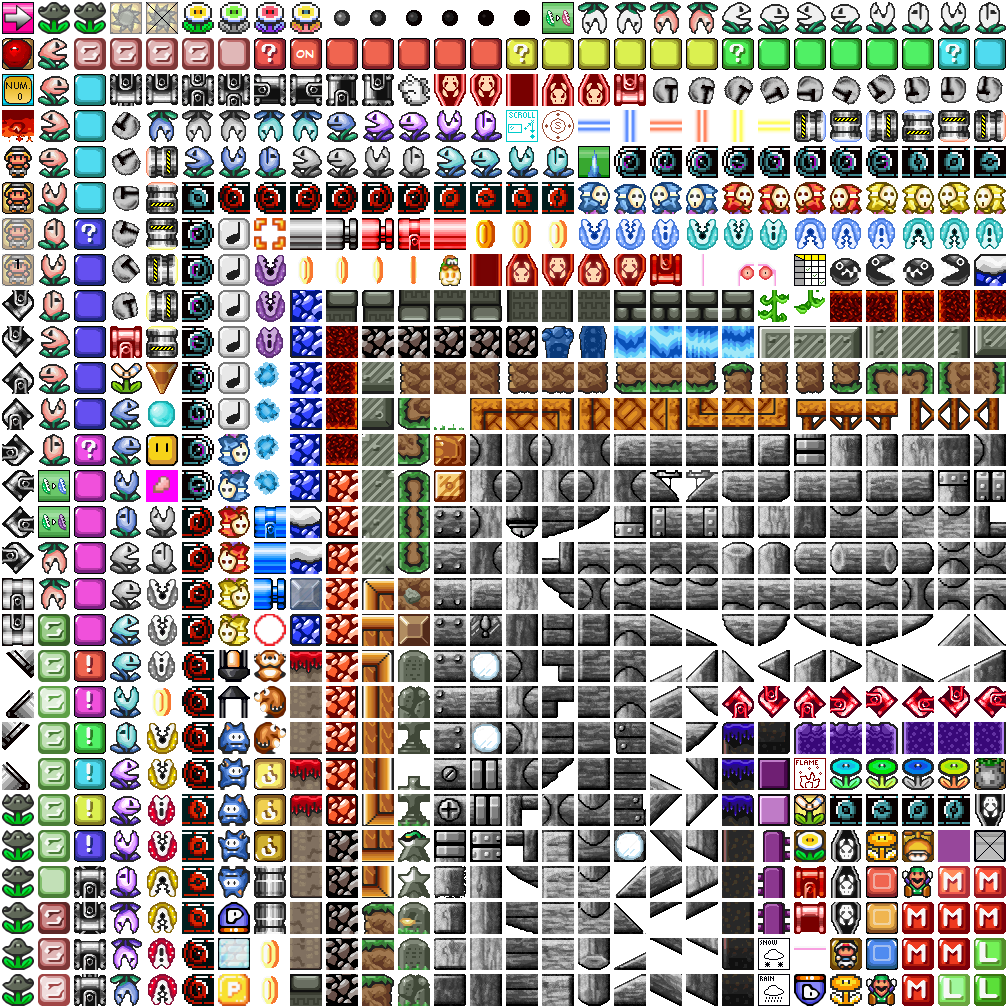 S S S S ? ON ? ? ?
NUM.
0
SCROLL S
?
?
S
S !
S !
S !
S !
FLAME
S !
S !
M M
S P M M
S SNOW M M L
S P RAIN M L L